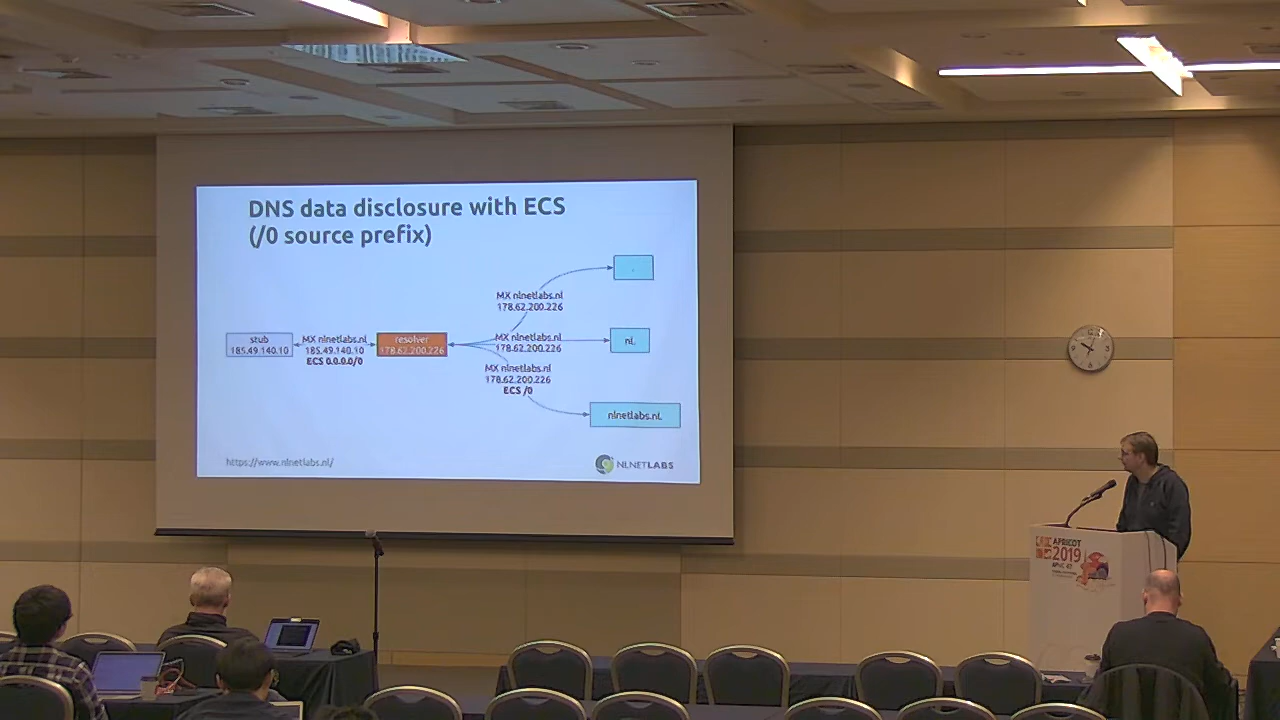 DNS data disclosure with ECS
(/0 source prefix)
.
MX nlnetlabs.nl
178.62.200.226
stub
185.49.140.10
MX nlnetlabs.nl
185.49.140.10
ECS 0.0.0.0/0
resolver
178.62.200.226
MX nlnetlabs.nl
178.62.200.226
nl.
MX nlnetlabs.nl
178.62.200.226
ECS /0
nlnetlabs.nl.
https://www.nlnetlabs.nl/
NLNETLABS
APRICOT
2019
APNIC 47